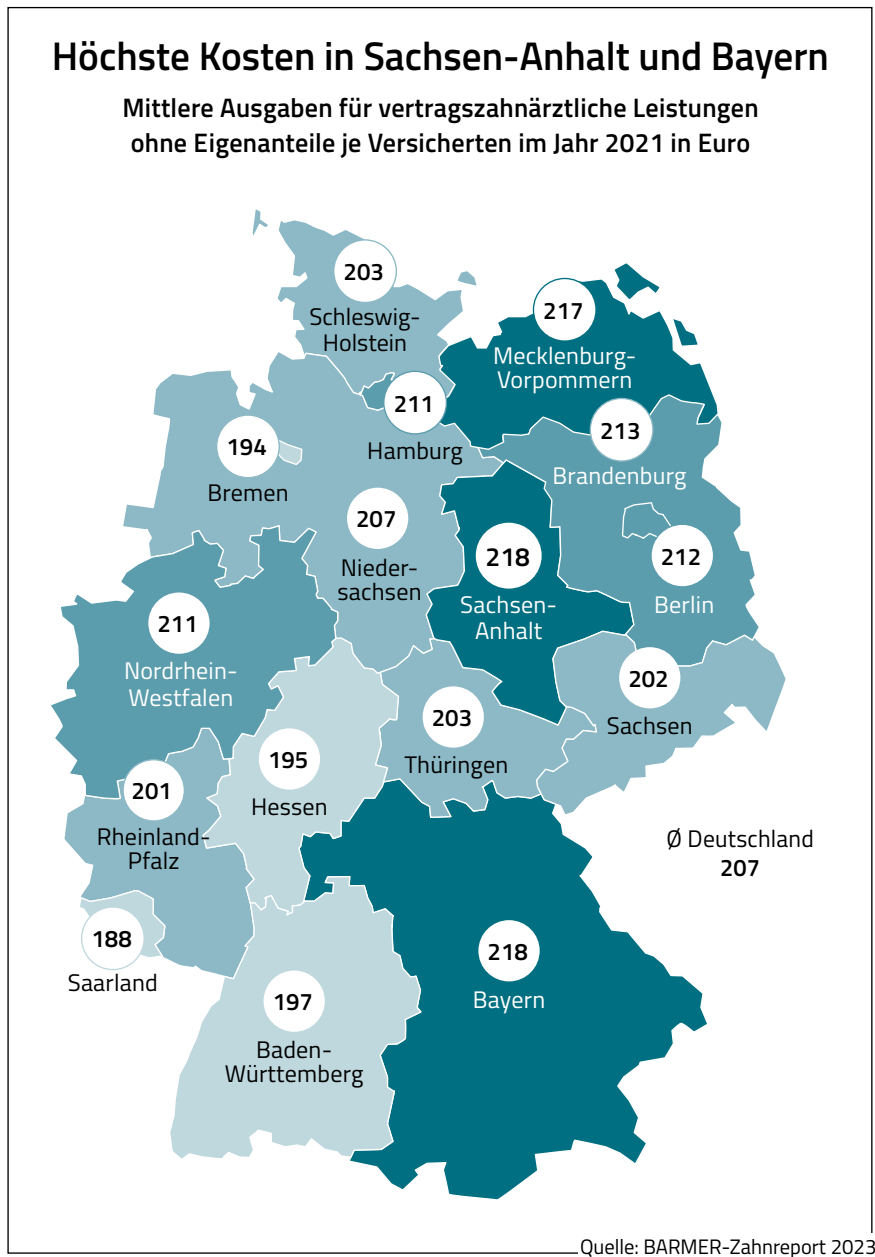 Höchste Kosten in Sachsen-Anhalt und Bayern
Mittlere Ausgaben für vertragszahnärztliche Leistungen
ohne Eigenanteile je Versicherten im Jahr 2021 in Euro
203
Schleswig-
Holstein
217
Mecklenburg-
Vorpommern
211
Hamburg
213
Brandenburg
194
Bremen
207
Nieder-
sachsen
218
Sachsen-
Anhalt
212
Berlin
211
Nordrhein-
Westfalen
202
Sachsen
203
Thüringen
195
Hessen
201
Rheinland-
Pfalz
Ø Deutschland
207
188
Saarland
218
Bayern
197
Baden-
Württemberg
Quelle: BARMER-Zahnreport 2023